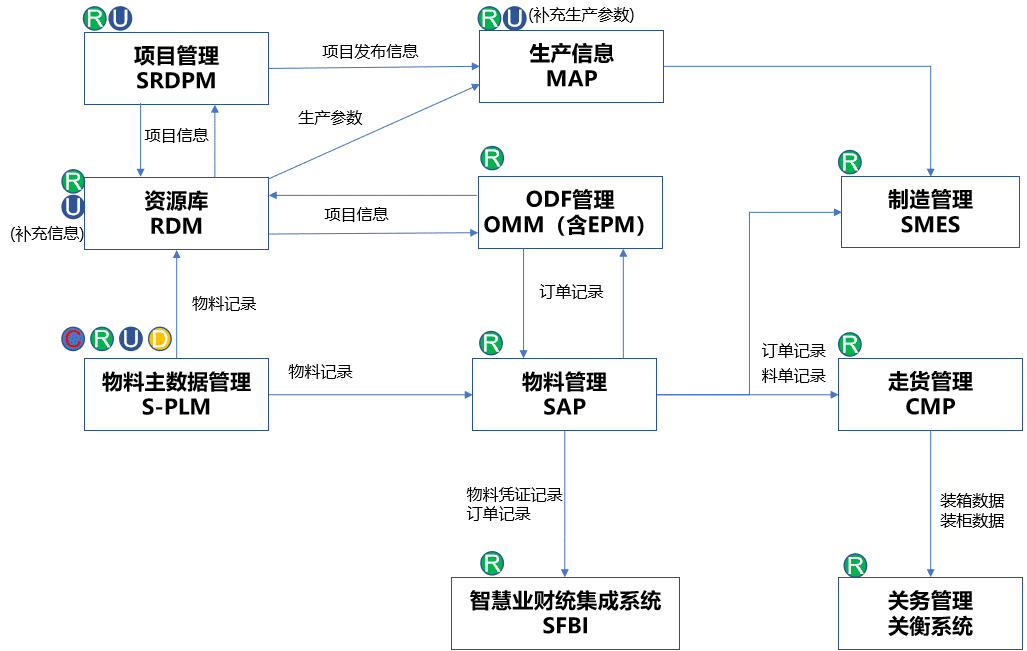 R U
R U (补充生产参数)
项目管理
SRDPM
项目发布信息
生产信息
MAP
生产参数
项目信息
R
R
R
U
(补充信息)
资源库
RDM
项目信息
ODF管理
OMM（含EPM）
制造管理
SMES
物料记录
订单记录
C R U D
R
R
物料主数据管理
S-PLM
物料记录
物料管理
SAP
订单记录
料单记录
走货管理
CMP
物料凭证记录
订单记录
装箱数据
装柜数据
R
R
智慧业财统集成系统
SFBI
关务管理
关衡系统